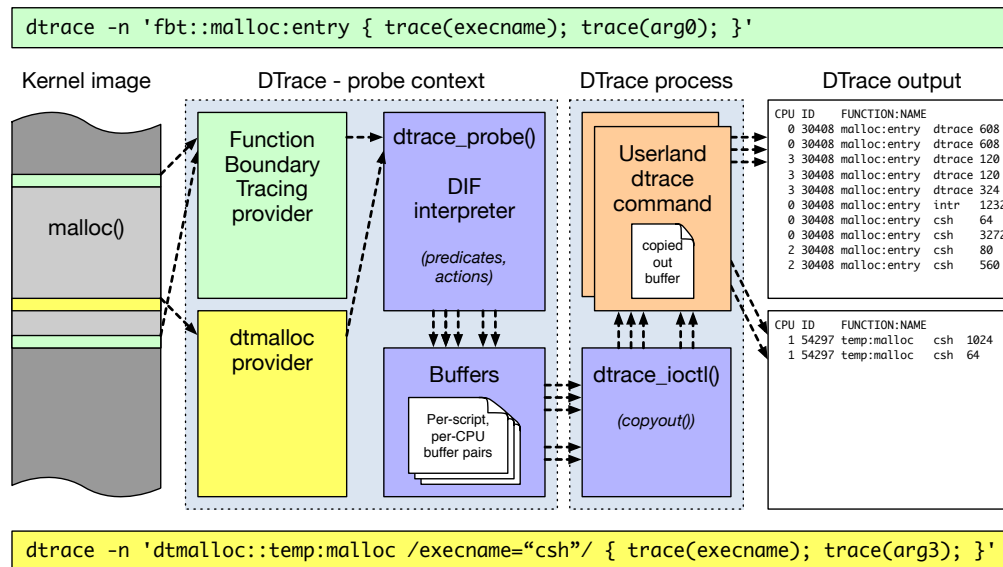 dtrace -n 'fbt::malloc:entry { trace(execname); trace(arg0); }'
Kernel image
DTrace - probe context
DTrace process
DTrace output
malloc()
Function
Boundary
Tracing
provider
dtmalloc
provider
dtrace_probe()
DIF
interpreter
(predicates,
actions)
Buffers
Per-script,
per-CPU
buffer pairs
Userland
dtrace
command
copied
out
buffer
dtrace_ioctl()
(copyout())
CPU ID FUNCTION:NAME
0 30408 malloc:entry dtrace 608
0 30408 malloc:entry dtrace 608
3 30408 malloc:entry dtrace 120
3 30408 malloc:entry dtrace 120
3 30408 malloc:entry dtrace 324
0 30408 malloc:entry intr 1232
0 30408 malloc:entry csh 64
0 30408 malloc:entry csh 3272
2 30408 malloc:entry csh 80
2 30408 malloc:entry csh 560
CPU ID FUNCTION:NAME
1 54297 temp:malloc csh 1024
1 54297 temp:malloc csh 64
dtrace -n 'dtmalloc::temp:malloc /execname=“csh”/ { trace(execname); trace(arg3); }'